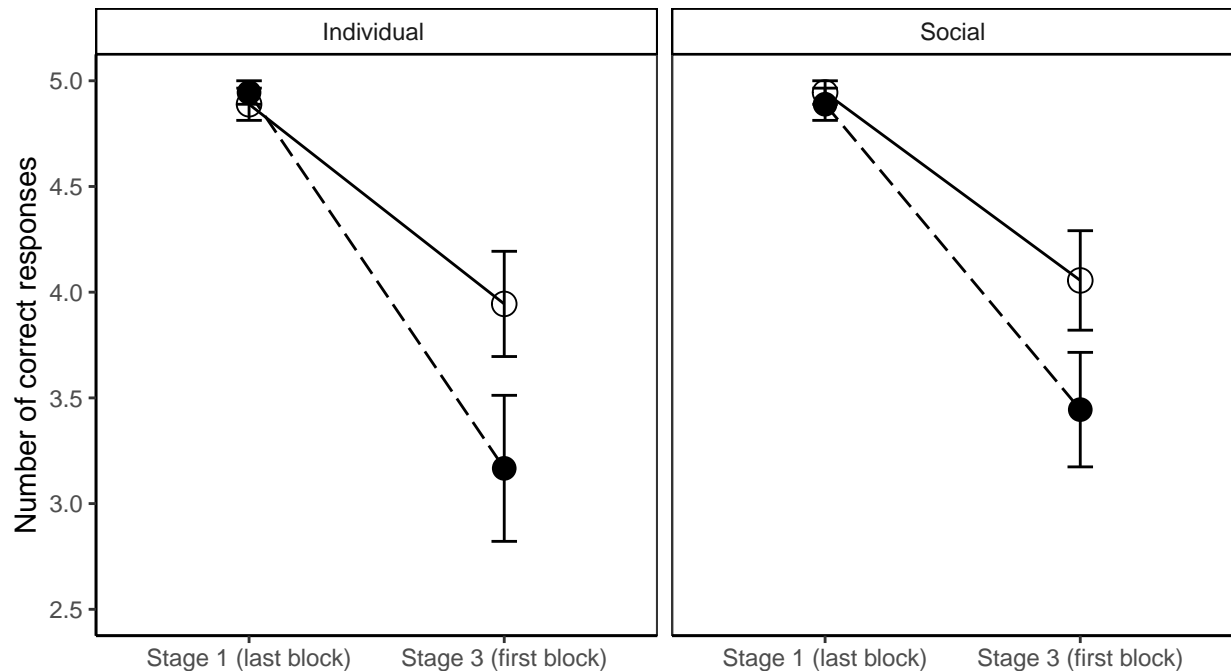 Individual
Social
Number of correct responses
5.0
4.5
4.0
3.5
3.0
2.5
Stage 1 (last block)
Stage 3 (first block)
Stage 1 (last block)
Stage 3 (first block)